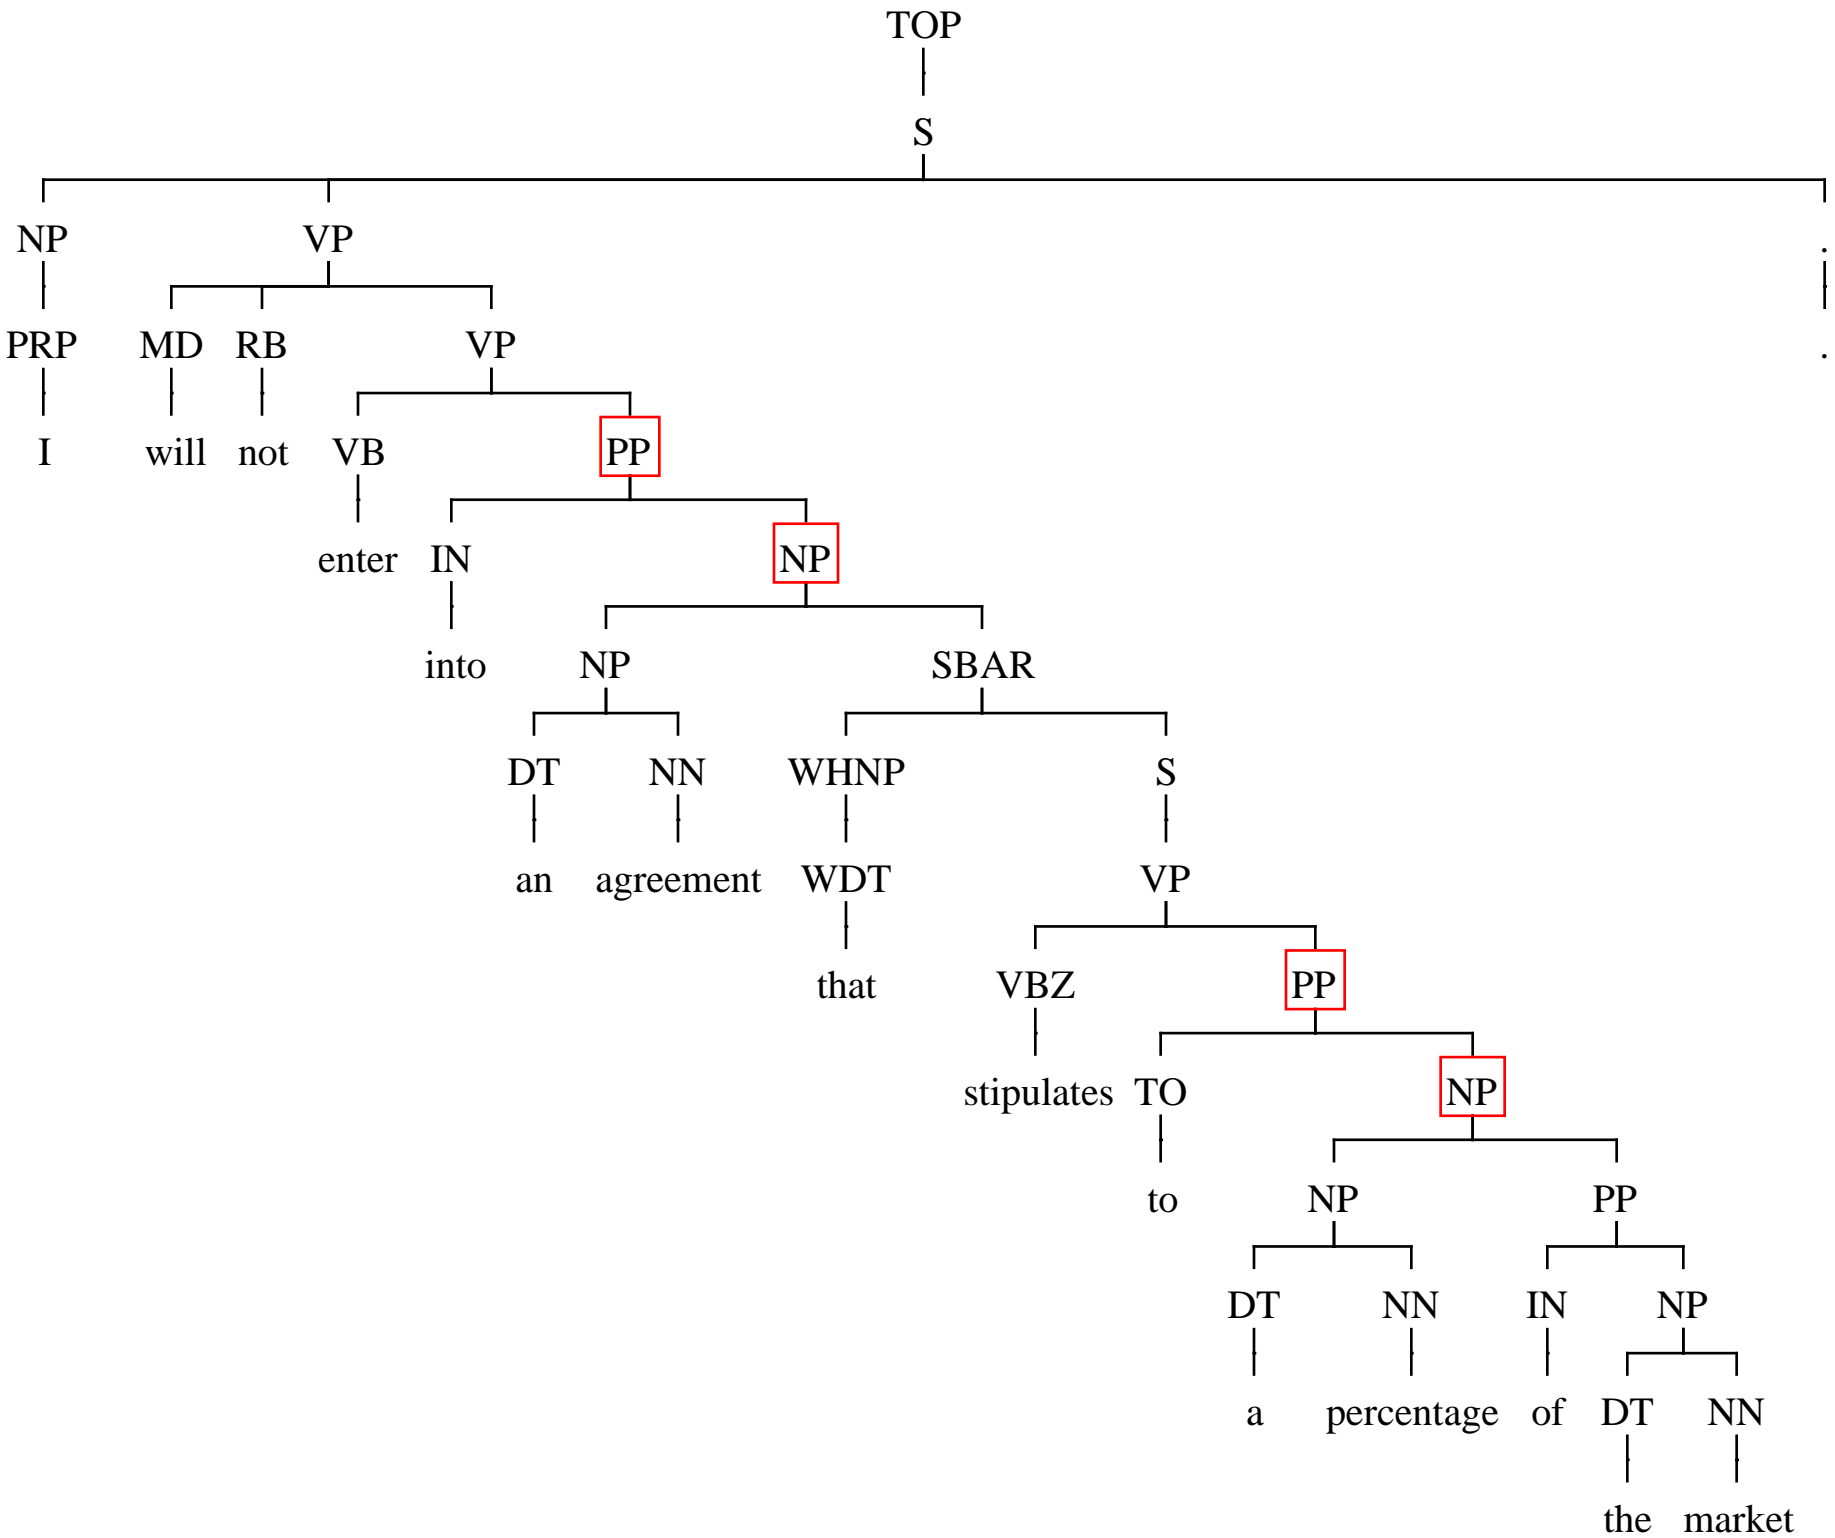 TOP
S
NP VP .
PRP MD RB VP .
I will not VB PP
enter IN NP
into NP SBAR
DT NN WHNP S
an agreement WDT VP
that VBZ PP
stipulates TO NP
to NP PP
DT NN IN NP
a percentage of DT NN
the market